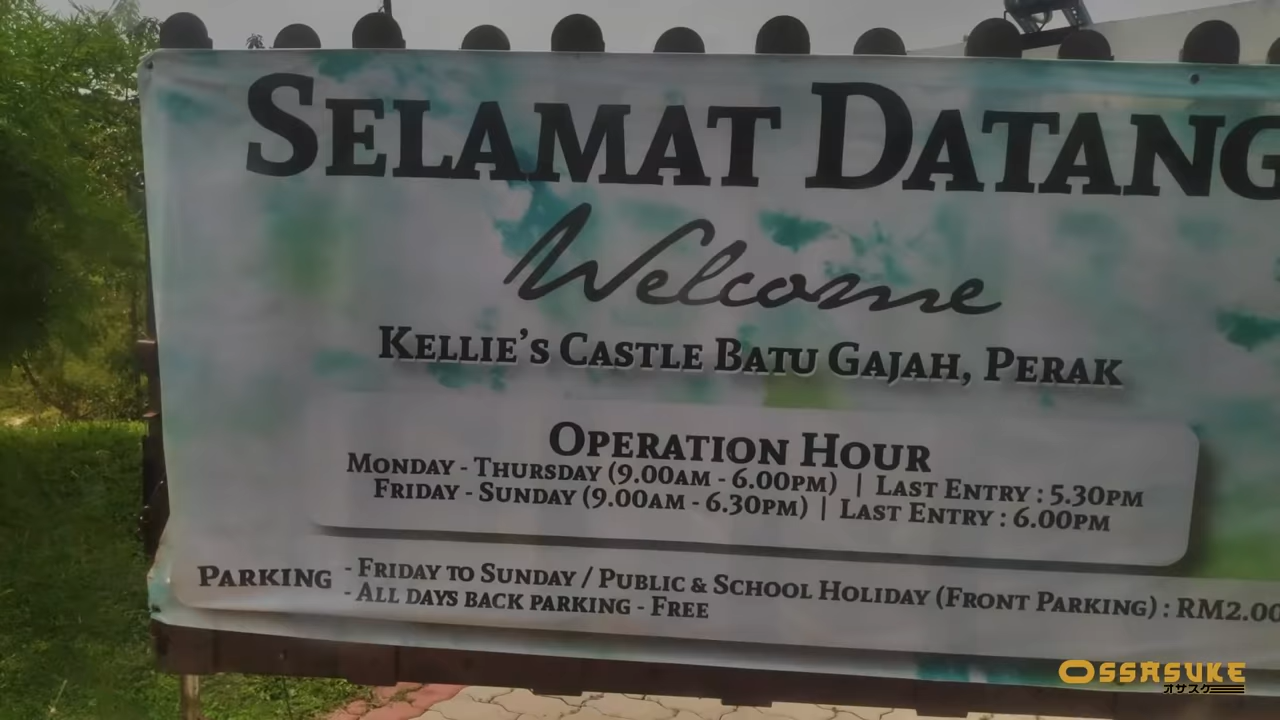 SELAMAT DATANG
Welcome
KELLIE'S CASTLE BATU GAJAH, PERAK
OPERATION HOUR
MONDAY - THURSDAY (9.00AM - 6.00PM) | LAST ENTRY : 5.30PM
FRIDAY - SUNDAY (9.00AM - 6.30PM) | LAST ENTRY : 6.00PM
PARKING - FRIDAY TO SUNDAY / PUBLIC & SCHOOL HOLIDAY (FRONT PARKING) : RM2.00
- ALL DAYS BACK PARKING - FREE
OSSASUKE
オサスケ